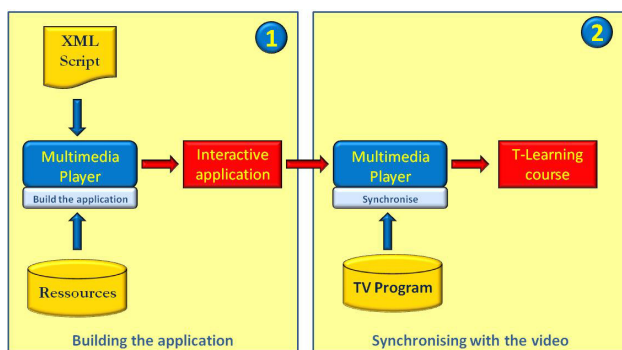 1
XML
Script
Multimedia
Player
Build the application
Interactive
application
Ressources
Building the application
2
Multimedia
Player
Synchronise
T-Learning
course
TV Program
Synchronising with the video